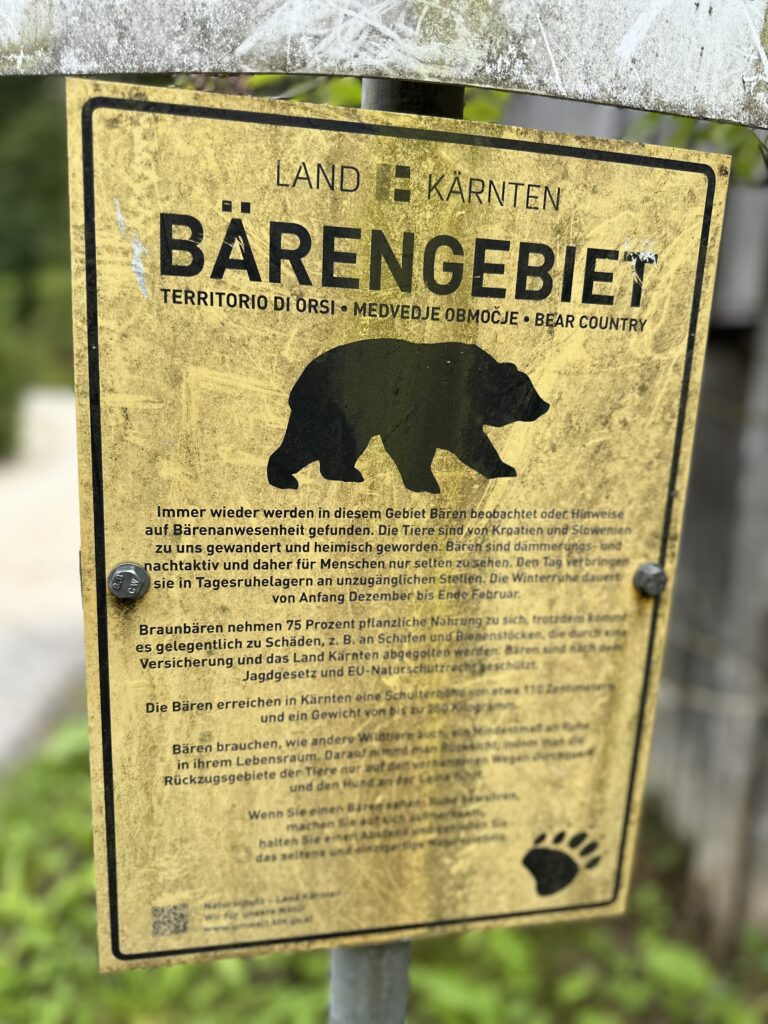 LAND KÄRNTEN
BÄRENGEBIET
TERRITORIO DI ORSI • MEDVEDJE OBMOČJE • BEAR COUNTRY
Immer wieder werden in diesem Gebiet Bären beobachtet oder Hinweise
auf Bärenanwesenheit gefunden. Die Tiere sind von Kroatien und Slowenien
zu uns gewandert und heimisch geworden. Bären sind dämmerungs- und
nachtaktiv und daher für Menschen nur selten zu sehen. Den Tag verbringen
sie in Tagesruhelagern an unzugänglichen Stellen. Die Winterruhe dauert
von Anfang Dezember bis Ende Februar.
Braunbären nehmen 75 Prozent pflanzliche Nahrung zu sich, trotzdem kommt
es gelegentlich zu Schäden, z. B. an Schafen und Bienenstöcken, die durch eine
Versicherung und das Land Kärnten abgegolten werden. Bären sind nach dem
Jagdgesetz und EU-Naturschutzrecht geschützt.
Die Bären erreichen in Kärnten eine Schulterhöhe von etwa 110 Zentimetern
und ein Gewicht von bis zu 250 Kilogramm.
Bären brauchen, wie andere Wildtiere auch, ein Mindestmaß an Ruhe
in ihrem Lebensraum. Darauf nimmt man Rücksicht, indem man die
Rückzugsgebiete der Tiere nur auf den vorhandenen Wegen durchquert
und den Hund an der Leine führt.
Wenn Sie einen Bären sehen: Ruhe bewahren,
machen Sie auf sich aufmerksam,
halten Sie einen Abstand und genießen Sie
das seltene und einzigartige Naturerlebnis.
Naturschutz - Land Kärnten
Wir für unsere Natur